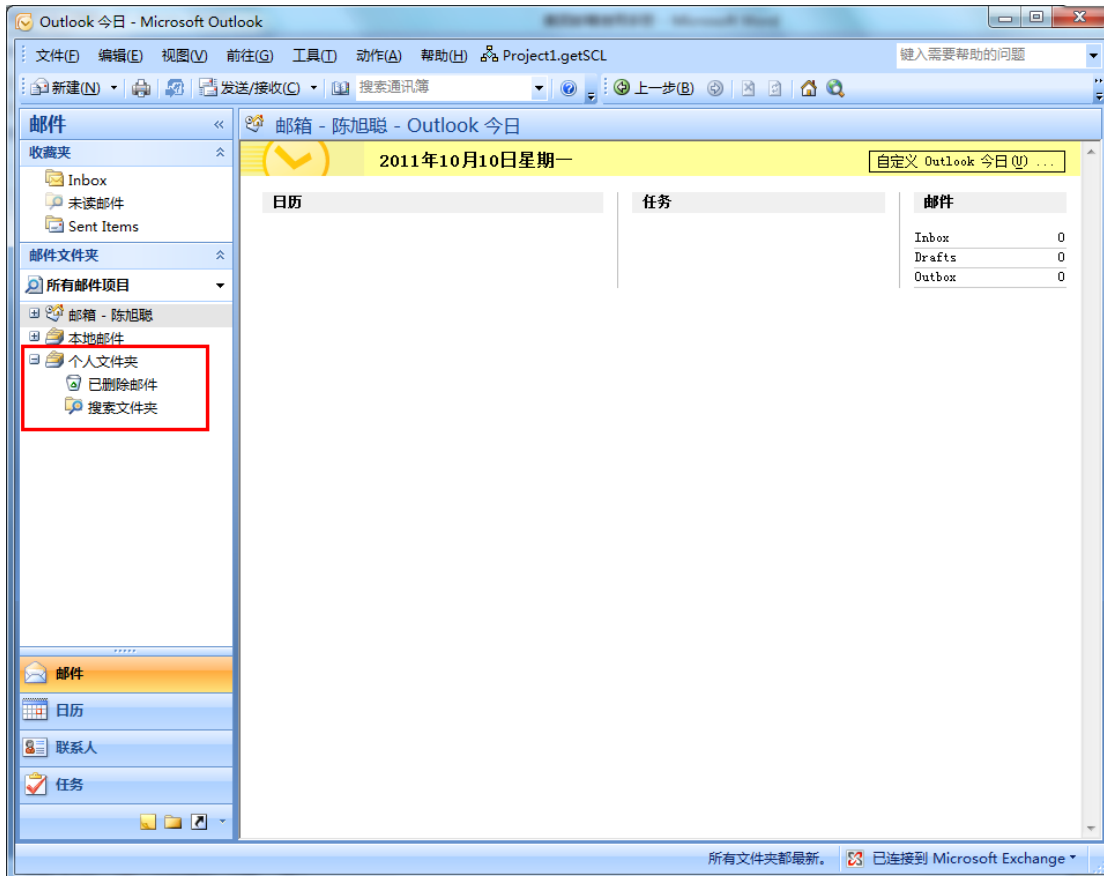 Outlook 今日 - Microsoft Outlook
文件(F) 编辑(E) 视图(V) 前往(G) 工具(T) 动作(A) 帮助(H) Project1.getSCL 键入需要帮助的问题
新建(N) 发送/接收(C) 搜索通讯簿 上一步(B)
邮件 «
邮箱 - 陈旭聪 - Outlook 今日
收藏夹
Inbox
未读邮件
Sent Items
邮件文件夹
所有邮件项目
邮箱 - 陈旭聪
本地邮件
个人文件夹
已删除邮件
搜索文件夹
邮件
日历
联系人
任务
2011年10月10日星期一
自定义 Outlook 今日(U) ...
日历 任务 邮件
Inbox 0
Drafts 0
Outbox 0
所有文件夹都最新。 已连接到 Microsoft Exchange